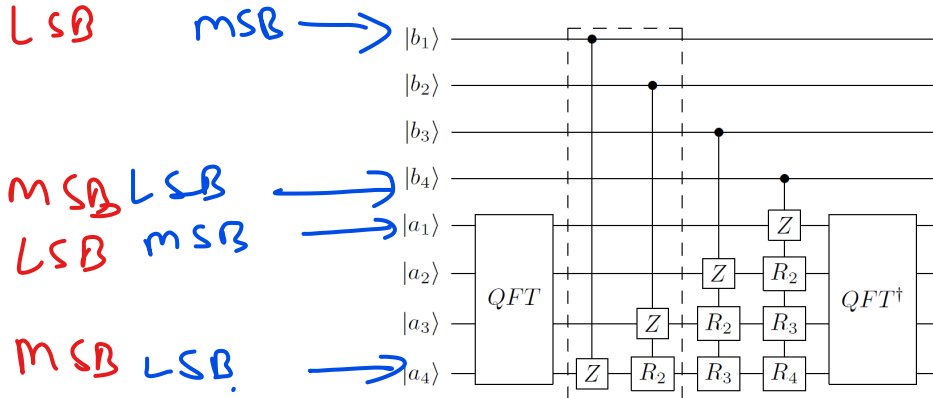 LSB MSB |b₁⟩
|b₂⟩
|b₃⟩
MSB LSB |b₄⟩
LSB MSB |a₁⟩ Z
|a₂⟩ Z R₂
QFT QFT†
|a₃⟩ Z R₂ R₃
MSB LSB |a₄⟩ Z R₂ R₃ R₄